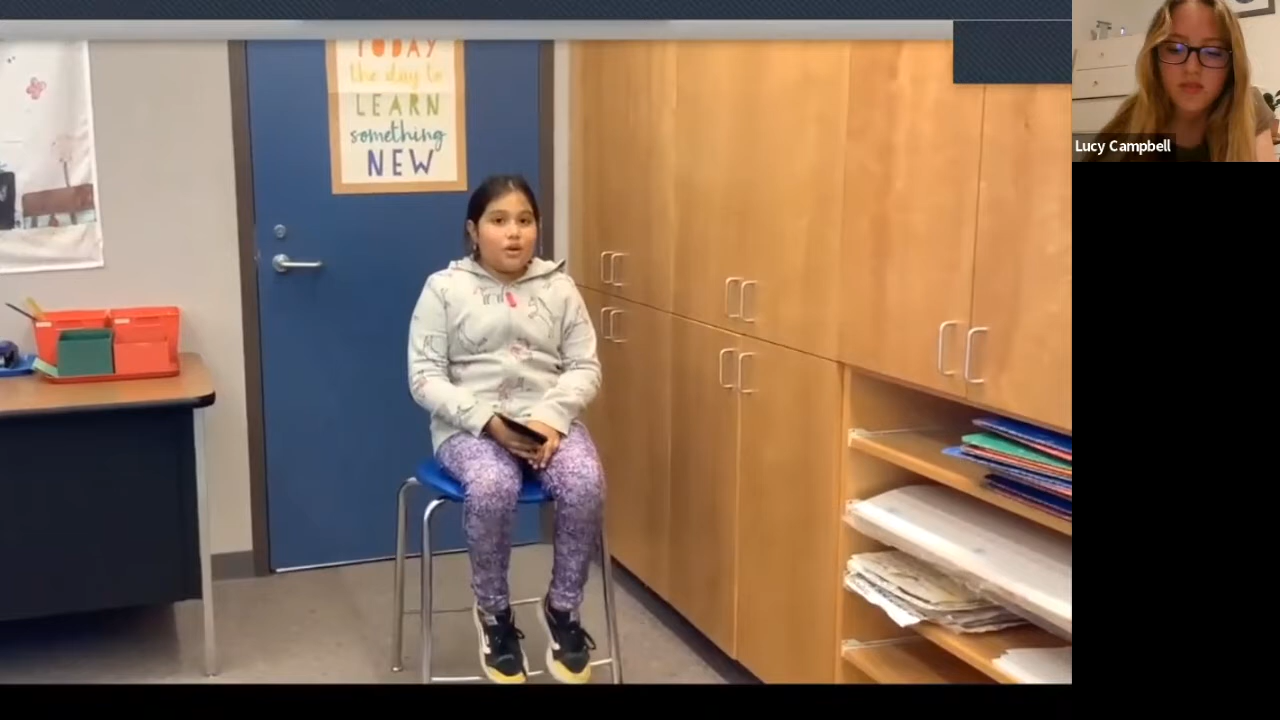 TODAY
the day to
LEARN
something
NEW
Lucy Campbell